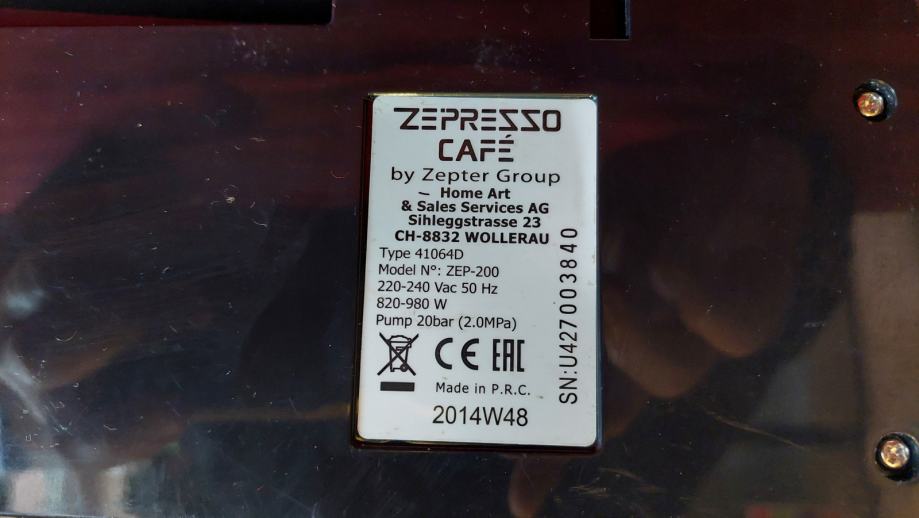 ZEPRESSO
CAFÉ
by Zepter Group
– Home Art
& Sales Services AG
Sihleggstrasse 23
CH-8832 WOLLERAU
Type 41064D
Model N°: ZEP-200
220-240 Vac 50 Hz
820-980 W
Pump 20bar (2.0MPa)
CE EAC
Made in P.R.C.
2014W48
SN:U427003840